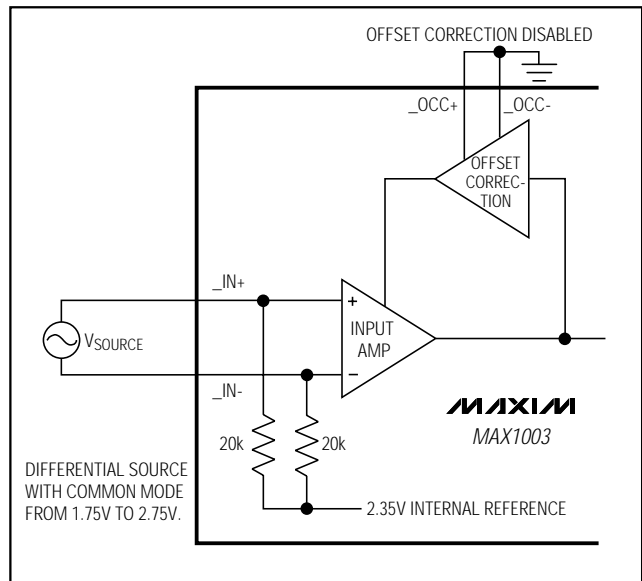 OFFSET CORRECTION DISABLED
_OCC+
_OCC-
OFFSET
CORREC-
TION
_IN+
+
INPUT
AMP
−
VSOURCE
_IN-
MAXIM
MAX1003
20k
20k
DIFFERENTIAL SOURCE
WITH COMMON MODE
FROM 1.75V TO 2.75V.
2.35V INTERNAL REFERENCE